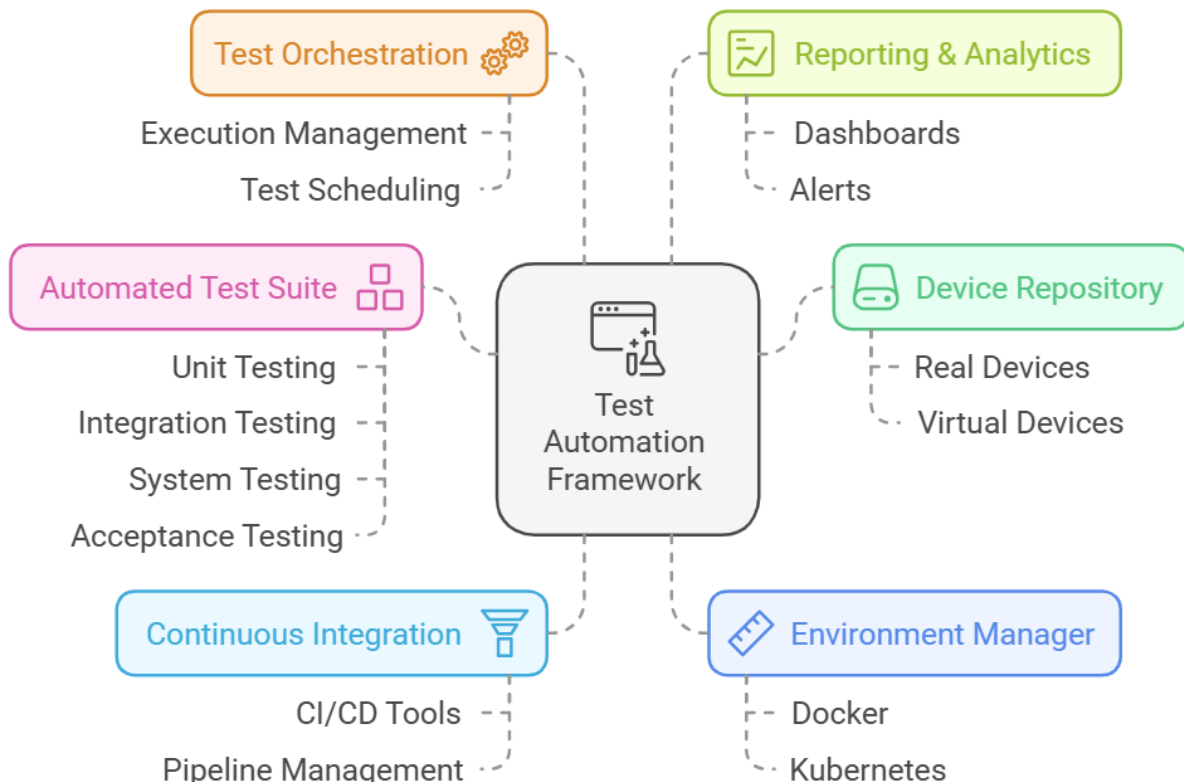 Test Orchestration
Execution Management
Test Scheduling
Reporting & Analytics
Dashboards
Alerts
Automated Test Suite
Unit Testing
Integration Testing
System Testing
Acceptance Testing
Test
Automation
Framework
Device Repository
Real Devices
Virtual Devices
Continuous Integration
CI/CD Tools
Pipeline Management
Environment Manager
Docker
Kubernetes